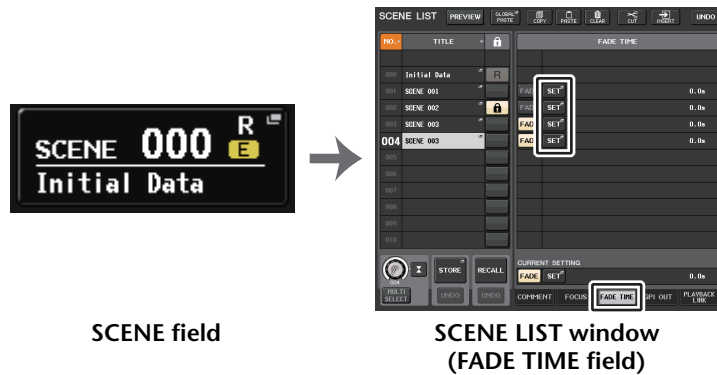 SCENE 000 R E
Initial Data
SCENE field
SCENE LIST PREVIEW GLOBAL PASTE COPY PASTE CLEAR CUT INSERT UNDO
NO. TITLE FADE TIME
000 Initial Data R
001 SCENE 001 FADE SET 0.0s
002 SCENE 002 FADE SET 0.0s
003 SCENE 003 FADE SET 0.0s
004 SCENE 003 FADE SET 0.0s
005
006
007
008
009
010
CURRENT SETTING
STORE RECALL FADE SET 0.0s
004
MULTI SELECT UNDO UNDO COMMENT FOCUS FADE TIME GPI OUT PLAYBACK LINK
SCENE LIST window
(FADE TIME field)